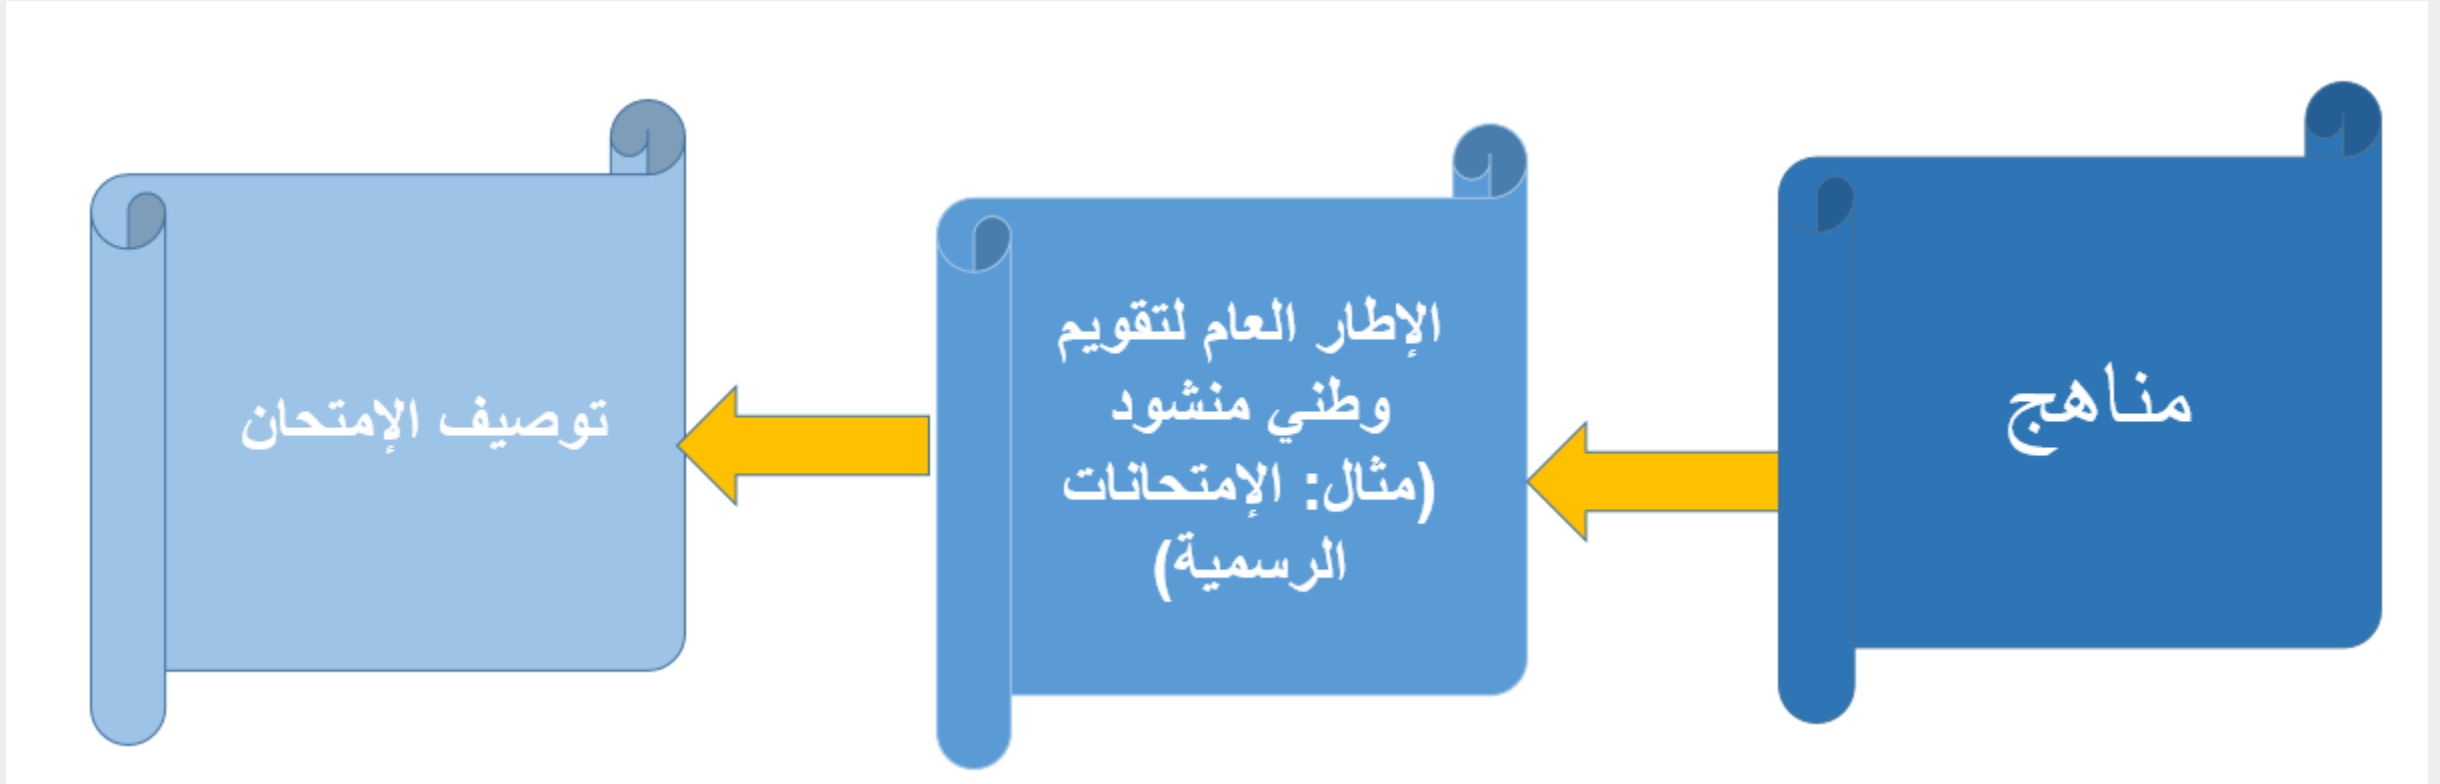 مناهج
الإطار العام لتقويم
وطني منشود
(مثال: الإمتحانات
الرسمية)
توصيف الإمتحان